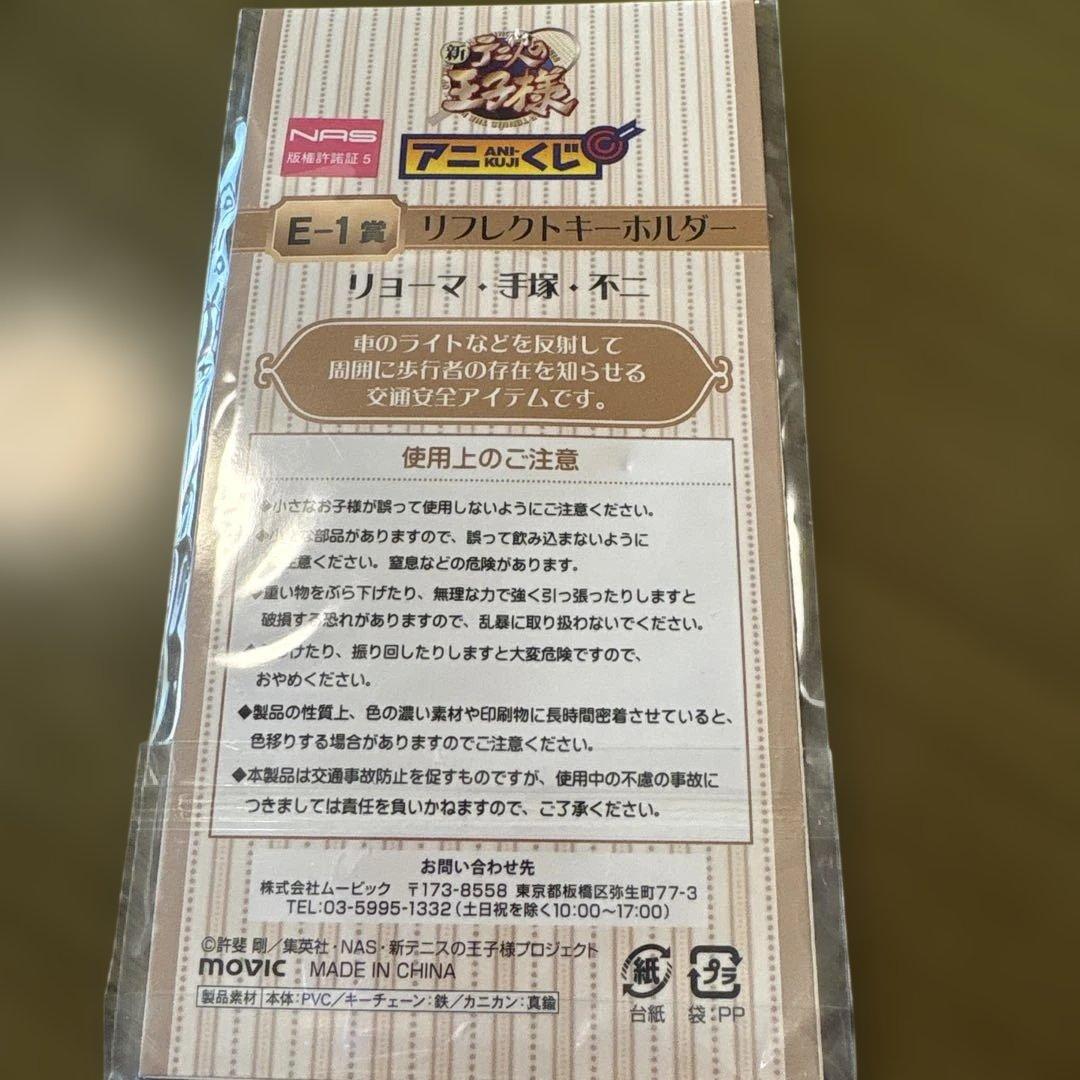 新テニスの
王子様
NAS
版権許諾証 5
アニくじ
ANI-
KUJI
E-1賞 リフレクトキーホルダー
リョーマ・手塚・不二
車のライトなどを反射して
周囲に歩行者の存在を知らせる
交通安全アイテムです。
使用上のご注意
◆小さなお子様が誤って使用しないようにご注意ください。
部品がありますので、誤って飲み込まないように
意ください。窒息などの危険があります。
◆重い物をぶら下げたり、無理な力で強く引っ張ったりしますと
破損する恐れがありますので、乱暴に取り扱わないでください。
けたり、振り回したりしますと大変危険ですので、
おやめください。
◆製品の性質上、色の濃い素材や印刷物に長時間密着させていると、
色移りする場合がありますのでご注意ください。
◆本製品は交通事故防止を促すものですが、使用中の不慮の事故に
つきましては責任を負いかねますので、ご了承ください。
お問い合わせ先
株式会社ムービック 〒173-8558 東京都板橋区弥生町77-3
TEL:03-5995-1332(土日祝を除く10:00〜17:00)
©許斐 剛/集英社・NAS・新テニスの王子様プロジェクト
movic MADE IN CHINA
製品素材 本体:PVC/キーチェーン:鉄/カニカン:真鍮
紙
台紙
プラ
袋:PP